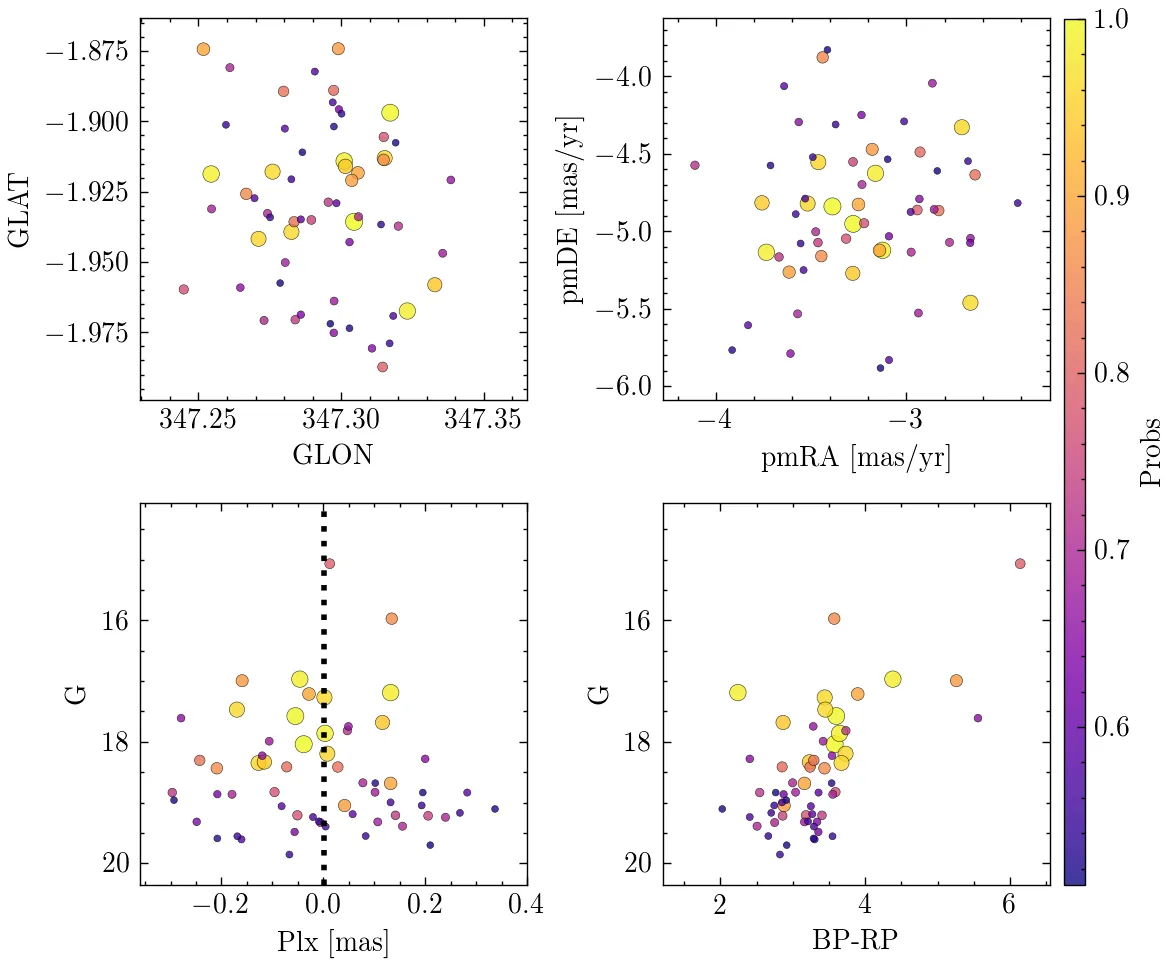 −1.875
−1.900
−1.925
−1.950
−1.975
GLAT
347.25 347.30 347.35
GLON
−4.0
−4.5
−5.0
−5.5
−6.0
pmDE [mas/yr]
−4 −3
pmRA [mas/yr]
16
18
20
G
−0.2 0.0 0.2 0.4
Plx [mas]
16
18
20
G
2 4 6
BP-RP
1.0
0.9
0.8
0.7
0.6
Probs